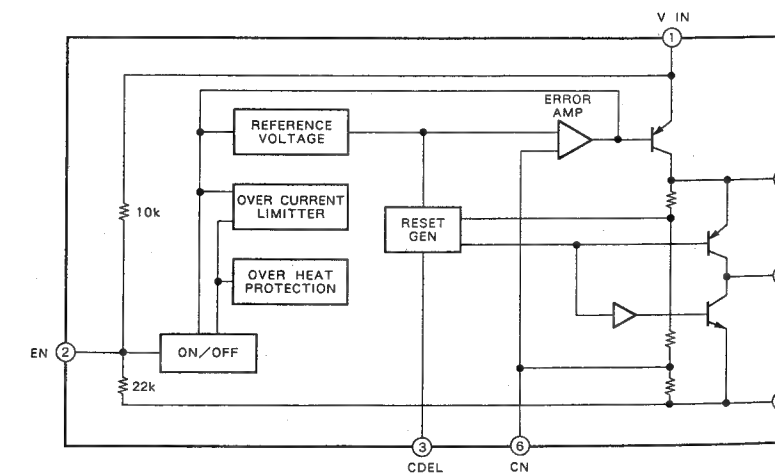 V IN
1
ERROR
AMP
REFERENCE
VOLTAGE
OVER CURRENT
LIMITTER
10k
RESET
GEN
OVER HEAT
PROTECTION
EN 2
ON/OFF
22k
3
6
CDEL
CN